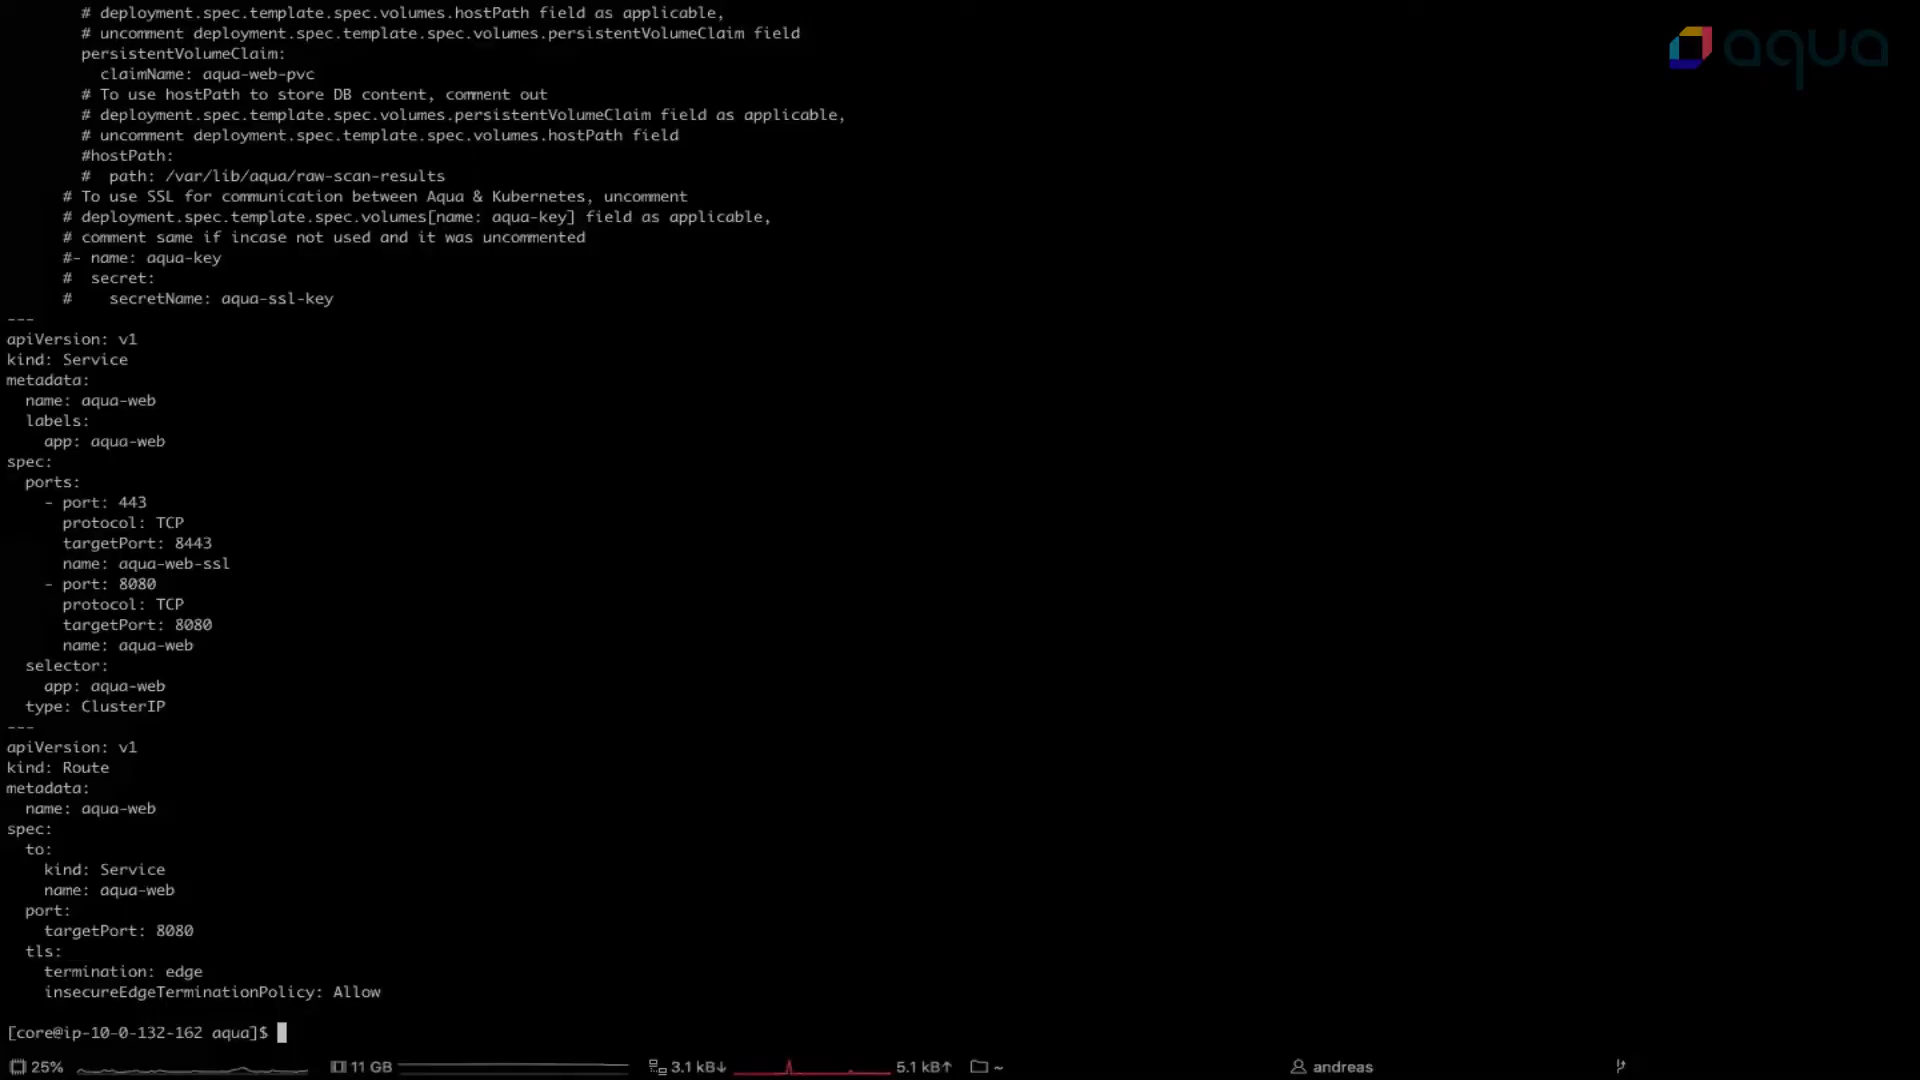 # deployment.spec.template.spec.volumes.hostPath field as applicable,
        # uncomment deployment.spec.template.spec.volumes.persistentVolumeClaim field
        persistentVolumeClaim:
          claimName: aqua-web-pvc
        # To use hostPath to store DB content, comment out
        # deployment.spec.template.spec.volumes.persistentVolumeClaim field as applicable,
        # uncomment deployment.spec.template.spec.volumes.hostPath field
        #hostPath:
        #  path: /var/lib/aqua/raw-scan-results
      # To use SSL for communication between Aqua & Kubernetes, uncomment
      # deployment.spec.template.spec.volumes[name: aqua-key] field as applicable,
      # comment same if incase not used and it was uncommented
      #- name: aqua-key
      #  secret:
      #    secretName: aqua-ssl-key
---
apiVersion: v1
kind: Service
metadata:
  name: aqua-web
  labels:
    app: aqua-web
spec:
  ports:
    - port: 443
      protocol: TCP
      targetPort: 8443
      name: aqua-web-ssl
    - port: 8080
      protocol: TCP
      targetPort: 8080
      name: aqua-web
  selector:
    app: aqua-web
  type: ClusterIP
---
apiVersion: v1
kind: Route
metadata:
  name: aqua-web
spec:
  to:
    kind: Service
    name: aqua-web
  port:
    targetPort: 8080
  tls:
    termination: edge
    insecureEdgeTerminationPolicy: Allow
[core@ip-10-0-132-162 aqua]$
25% 11 GB 3.1 kB↓ 5.1 kB↑ ~ andreas
aqua